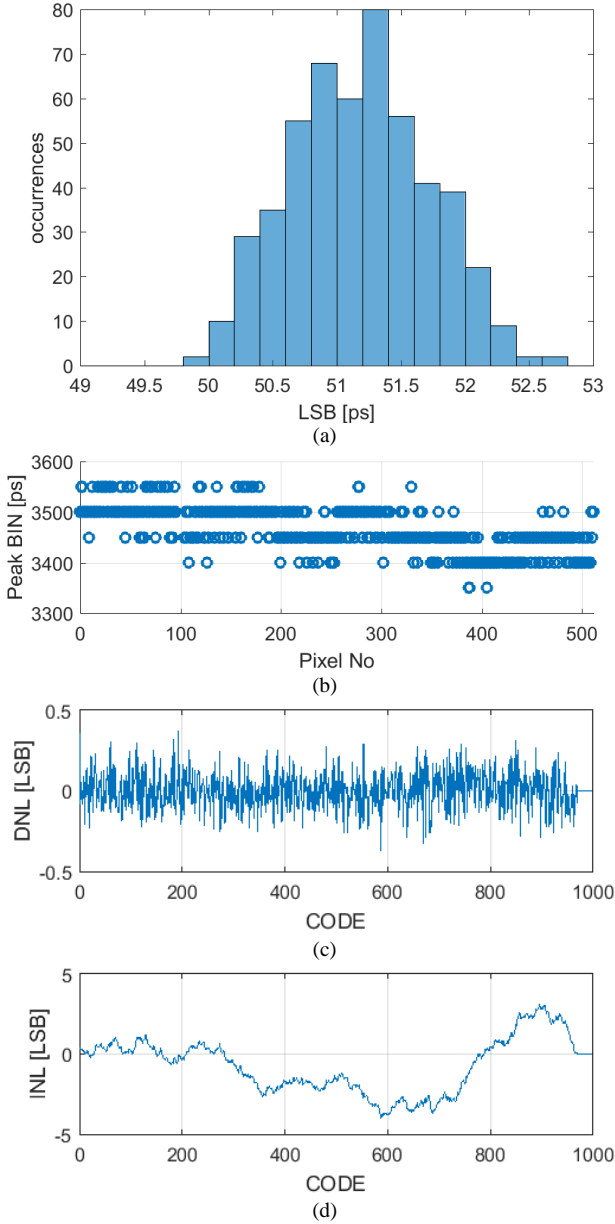 80
70
60
50
40
30
20
10
0
occurrences
49 49.5 50 50.5 51 51.5 52 52.5 53
LSB [ps]
(a)
3600
3500
3400
3300
Peak BIN [ps]
0 100 200 300 400 500
Pixel No
(b)
0.5
0
-0.5
DNL [LSB]
0 200 400 600 800 1000
CODE
(c)
5
0
-5
INL [LSB]
0 200 400 600 800 1000
CODE
(d)